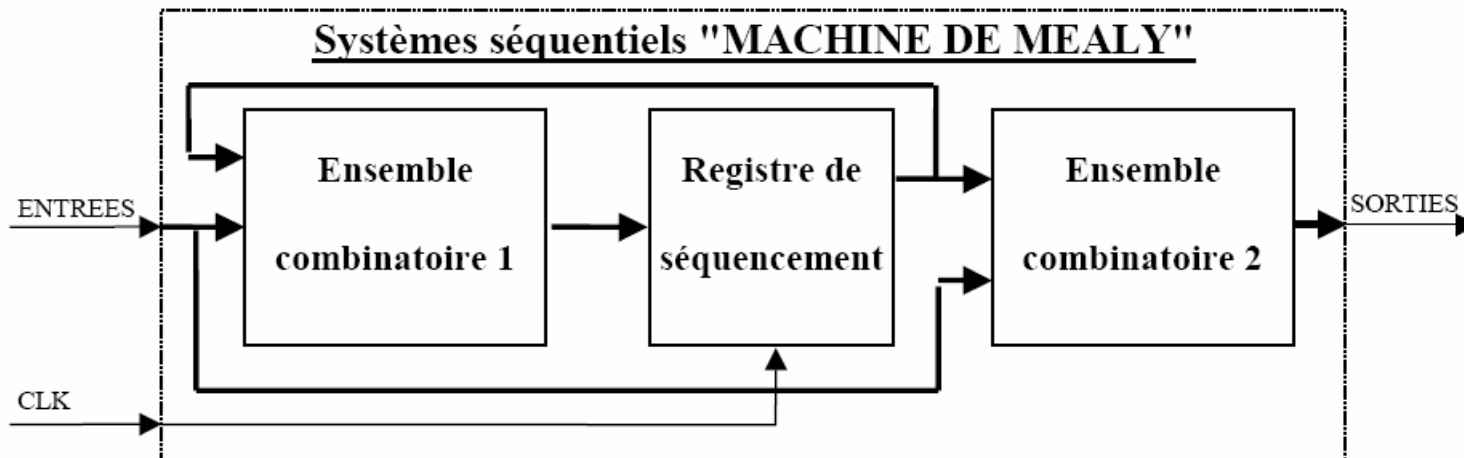 Systèmes séquentiels "MACHINE DE MEALY"
Ensemble
combinatoire 1
Registre de
séquencement
Ensemble
combinatoire 2
ENTREES
SORTIES
CLK